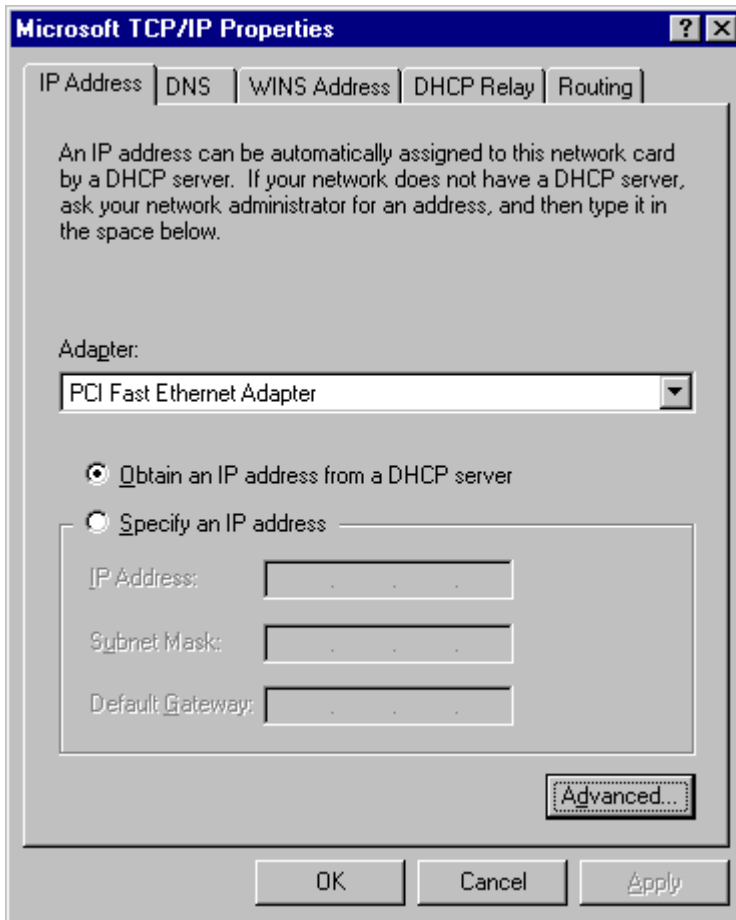 Microsoft TCP/IP Properties
IP Address DNS WINS Address DHCP Relay Routing
An IP address can be automatically assigned to this network card
by a DHCP server. If your network does not have a DHCP server,
ask your network administrator for an address, and then type it in
the space below.
Adapter:
PCI Fast Ethernet Adapter
Obtain an IP address from a DHCP server
Specify an IP address
IP Address:
Subnet Mask:
Default Gateway:
Advanced...
OK Cancel Apply